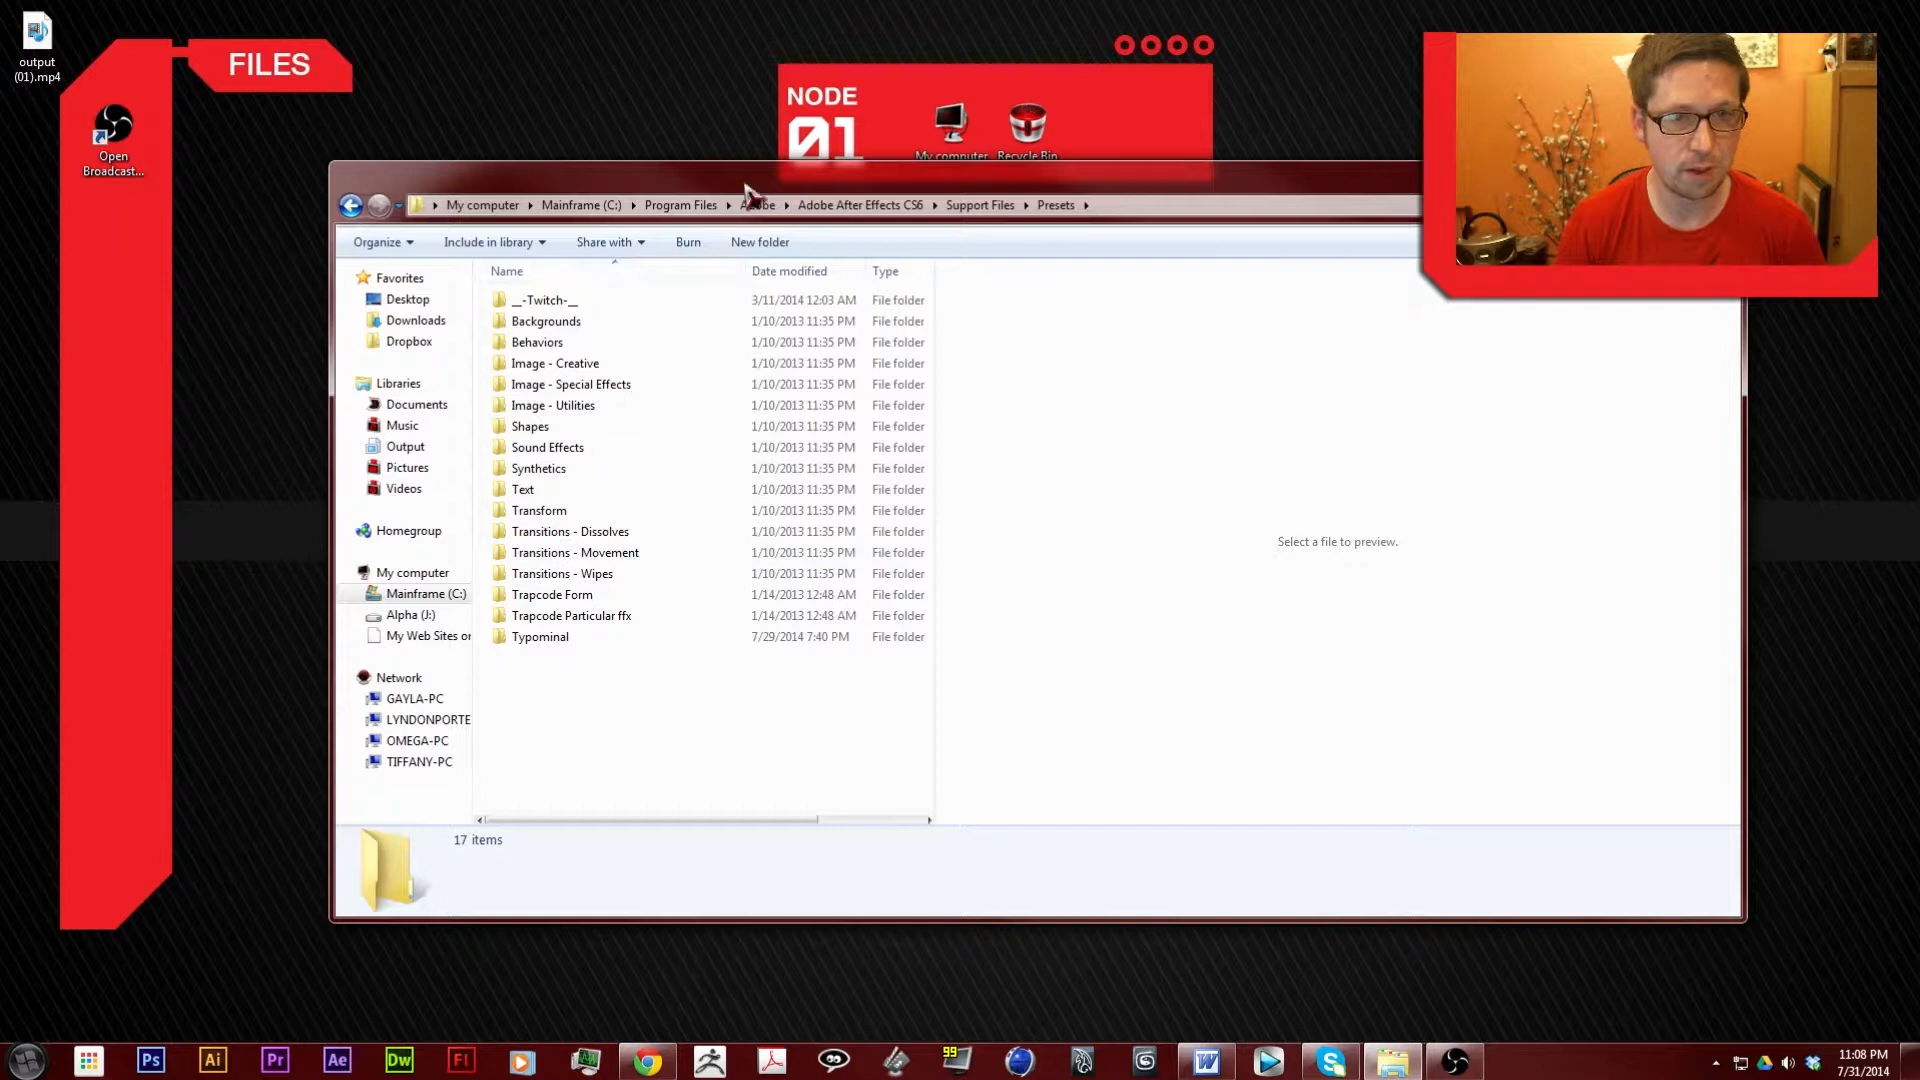 output
(01).mp4
FILES
Open
Broadcast...
NODE
01
My computer
Recycle Bin
My computer
Mainframe (C:)
Program Files
Adobe After Effects CS6
Support Files
Presets
Organize
Include in library
Share with
Burn
New folder
Favorites
Desktop
Downloads
Dropbox
Libraries
Documents
Music
Output
Pictures
Videos
Homegroup
My computer
Mainframe (C:)
Alpha (J:)
My Web Sites or
Network
GAYLA-PC
LYNDONPORTE
OMEGA-PC
TIFFANY-PC
Name Date modified Type
__-Twitch-__ 3/11/2014 12:03 AM File folder
Backgrounds 1/10/2013 11:35 PM File folder
Behaviors 1/10/2013 11:35 PM File folder
Image - Creative 1/10/2013 11:35 PM File folder
Image - Special Effects 1/10/2013 11:35 PM File folder
Image - Utilities 1/10/2013 11:35 PM File folder
Shapes 1/10/2013 11:35 PM File folder
Sound Effects 1/10/2013 11:35 PM File folder
Synthetics 1/10/2013 11:35 PM File folder
Text 1/10/2013 11:35 PM File folder
Transform 1/10/2013 11:35 PM File folder
Transitions - Dissolves 1/10/2013 11:35 PM File folder
Transitions - Movement 1/10/2013 11:35 PM File folder
Transitions - Wipes 1/10/2013 11:35 PM File folder
Trapcode Form 1/14/2013 12:48 AM File folder
Trapcode Particular ffx 1/14/2013 12:48 AM File folder
Typominal 7/29/2014 7:40 PM File folder
Select a file to preview.
17 items
Ps
Ai
Pr
Ae
Dw
Fl
99
W
S
11:08 PM
7/31/2014